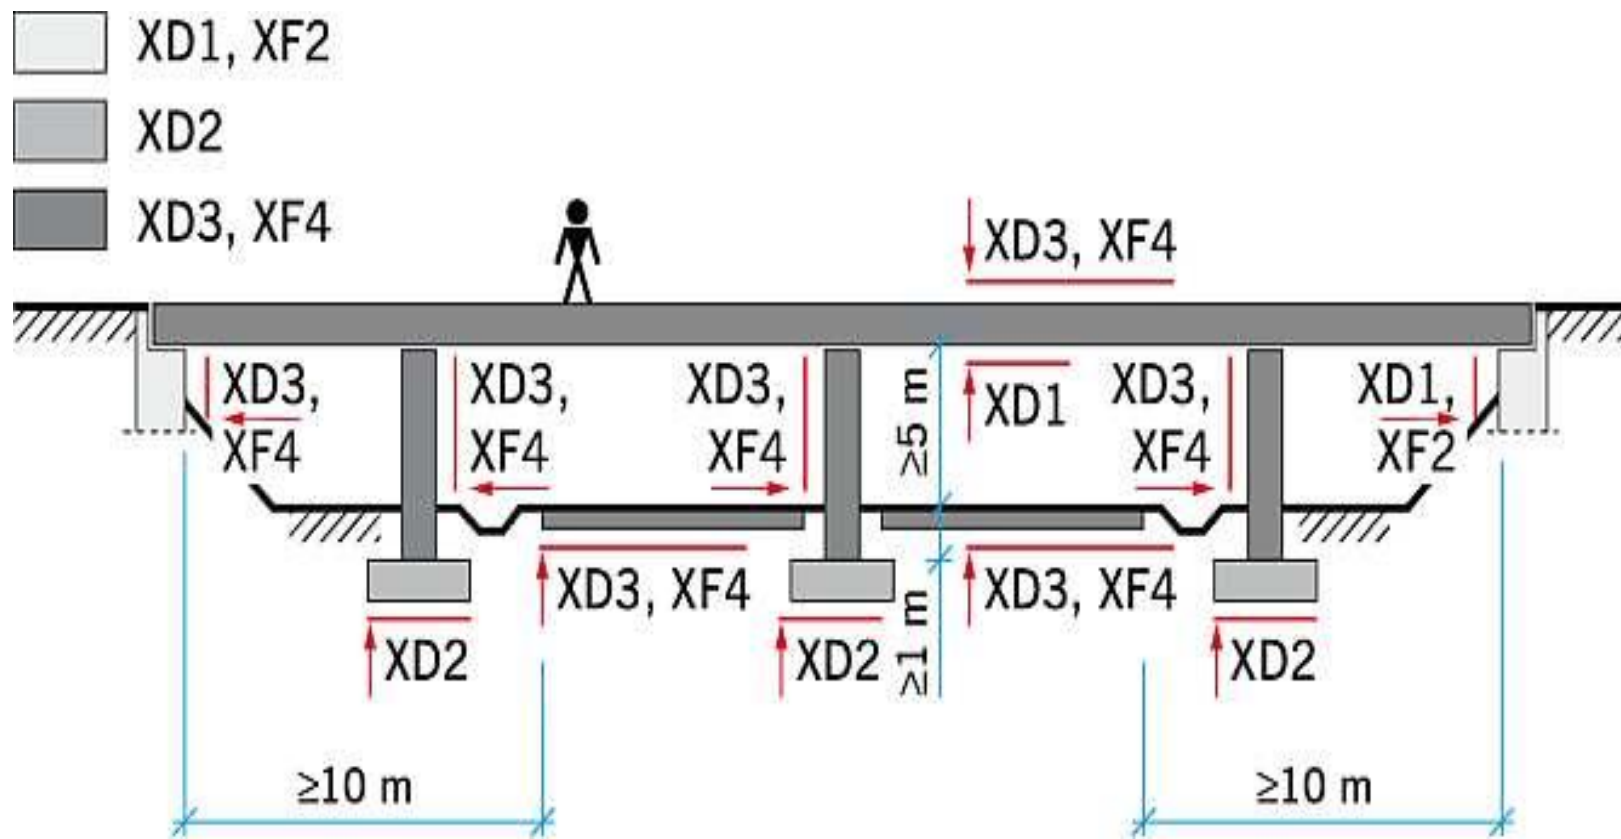 XD1, XF2
XD2
XD3, XF4
XD3, XF4
XD3,
XF4
XD3,
XF4
XD3,
XF4
≥5 m
XD1
XD3,
XF4
XD1,
XF2
XD3, XF4
XD3, XF4
XD2
XD2
≥1 m
XD2
≥10 m
≥10 m